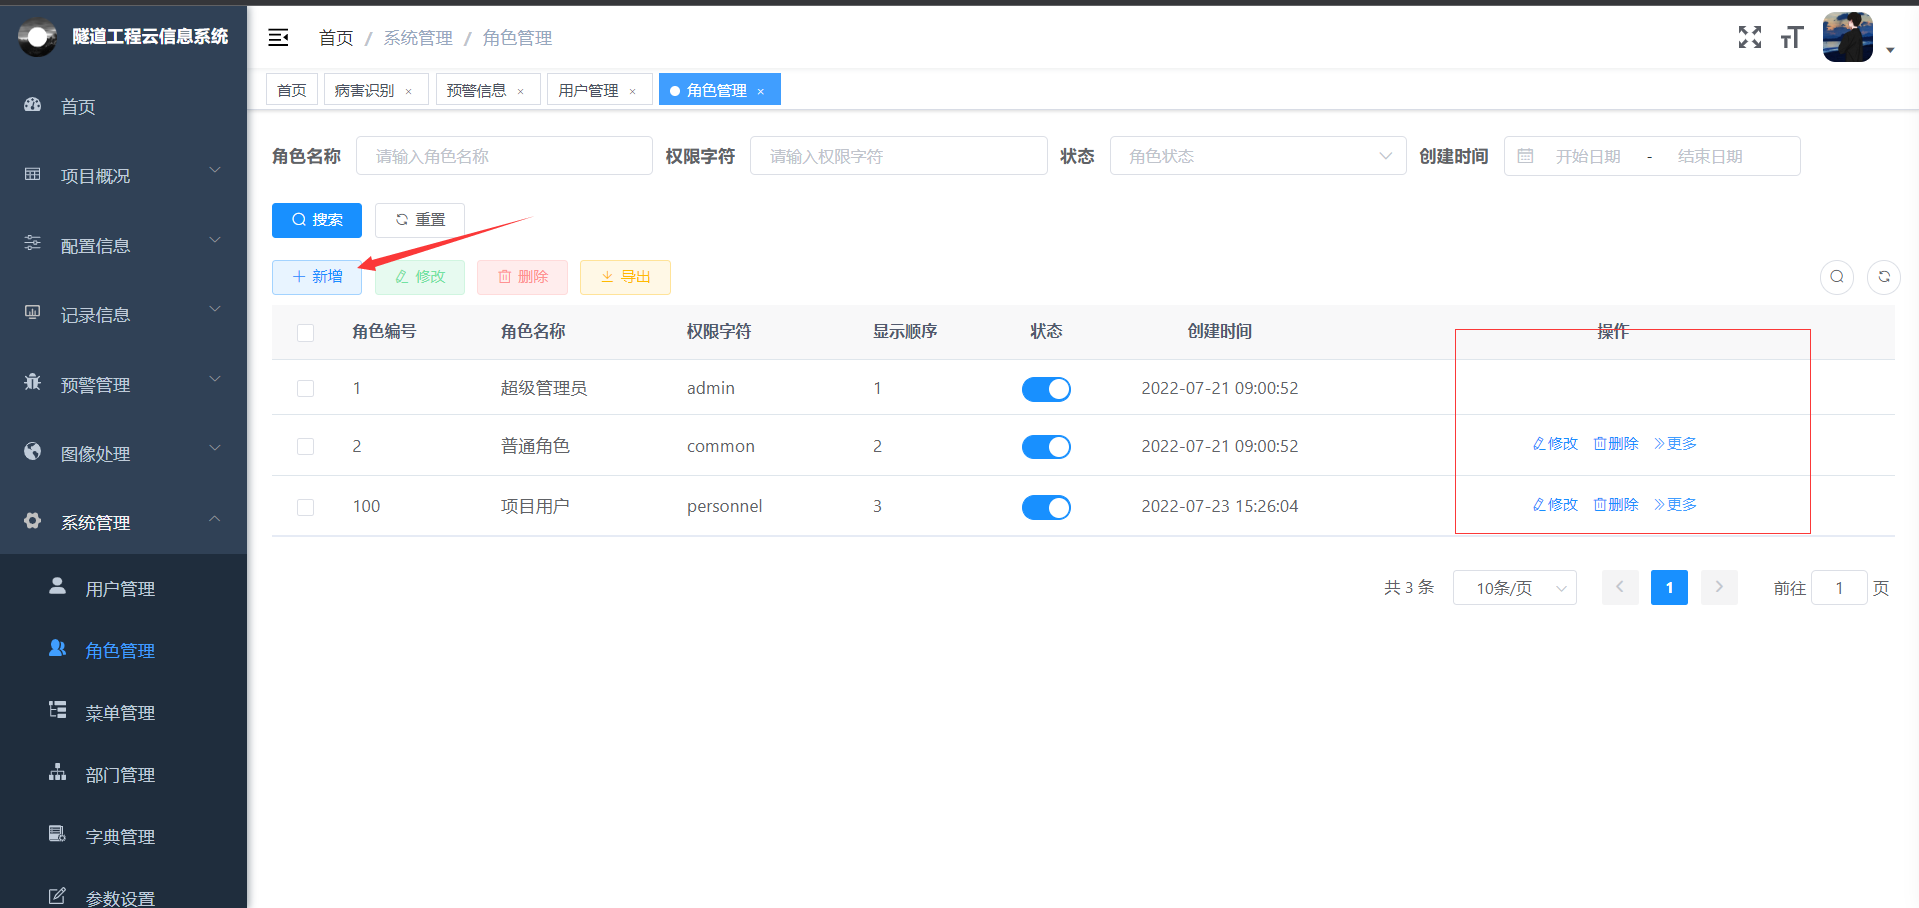 隧道工程云信息系统
首页 / 系统管理 / 角色管理
首页 病害识别 × 预警信息 × 用户管理 × 角色管理 ×
首页
项目概况
配置信息
记录信息
预警管理
图像处理
系统管理
用户管理
角色管理
菜单管理
部门管理
字典管理
参数设置
角色名称 请输入角色名称 权限字符 请输入权限字符 状态 角色状态 创建时间 开始日期 - 结束日期
搜索 重置
新增 修改 删除 导出
角色编号 角色名称 权限字符 显示顺序 状态 创建时间 操作
1 超级管理员 admin 1 2022-07-21 09:00:52
2 普通角色 common 2 2022-07-21 09:00:52 修改 删除 更多
100 项目用户 personnel 3 2022-07-23 15:26:04 修改 删除 更多
共 3 条 10条/页 1 前往 1 页